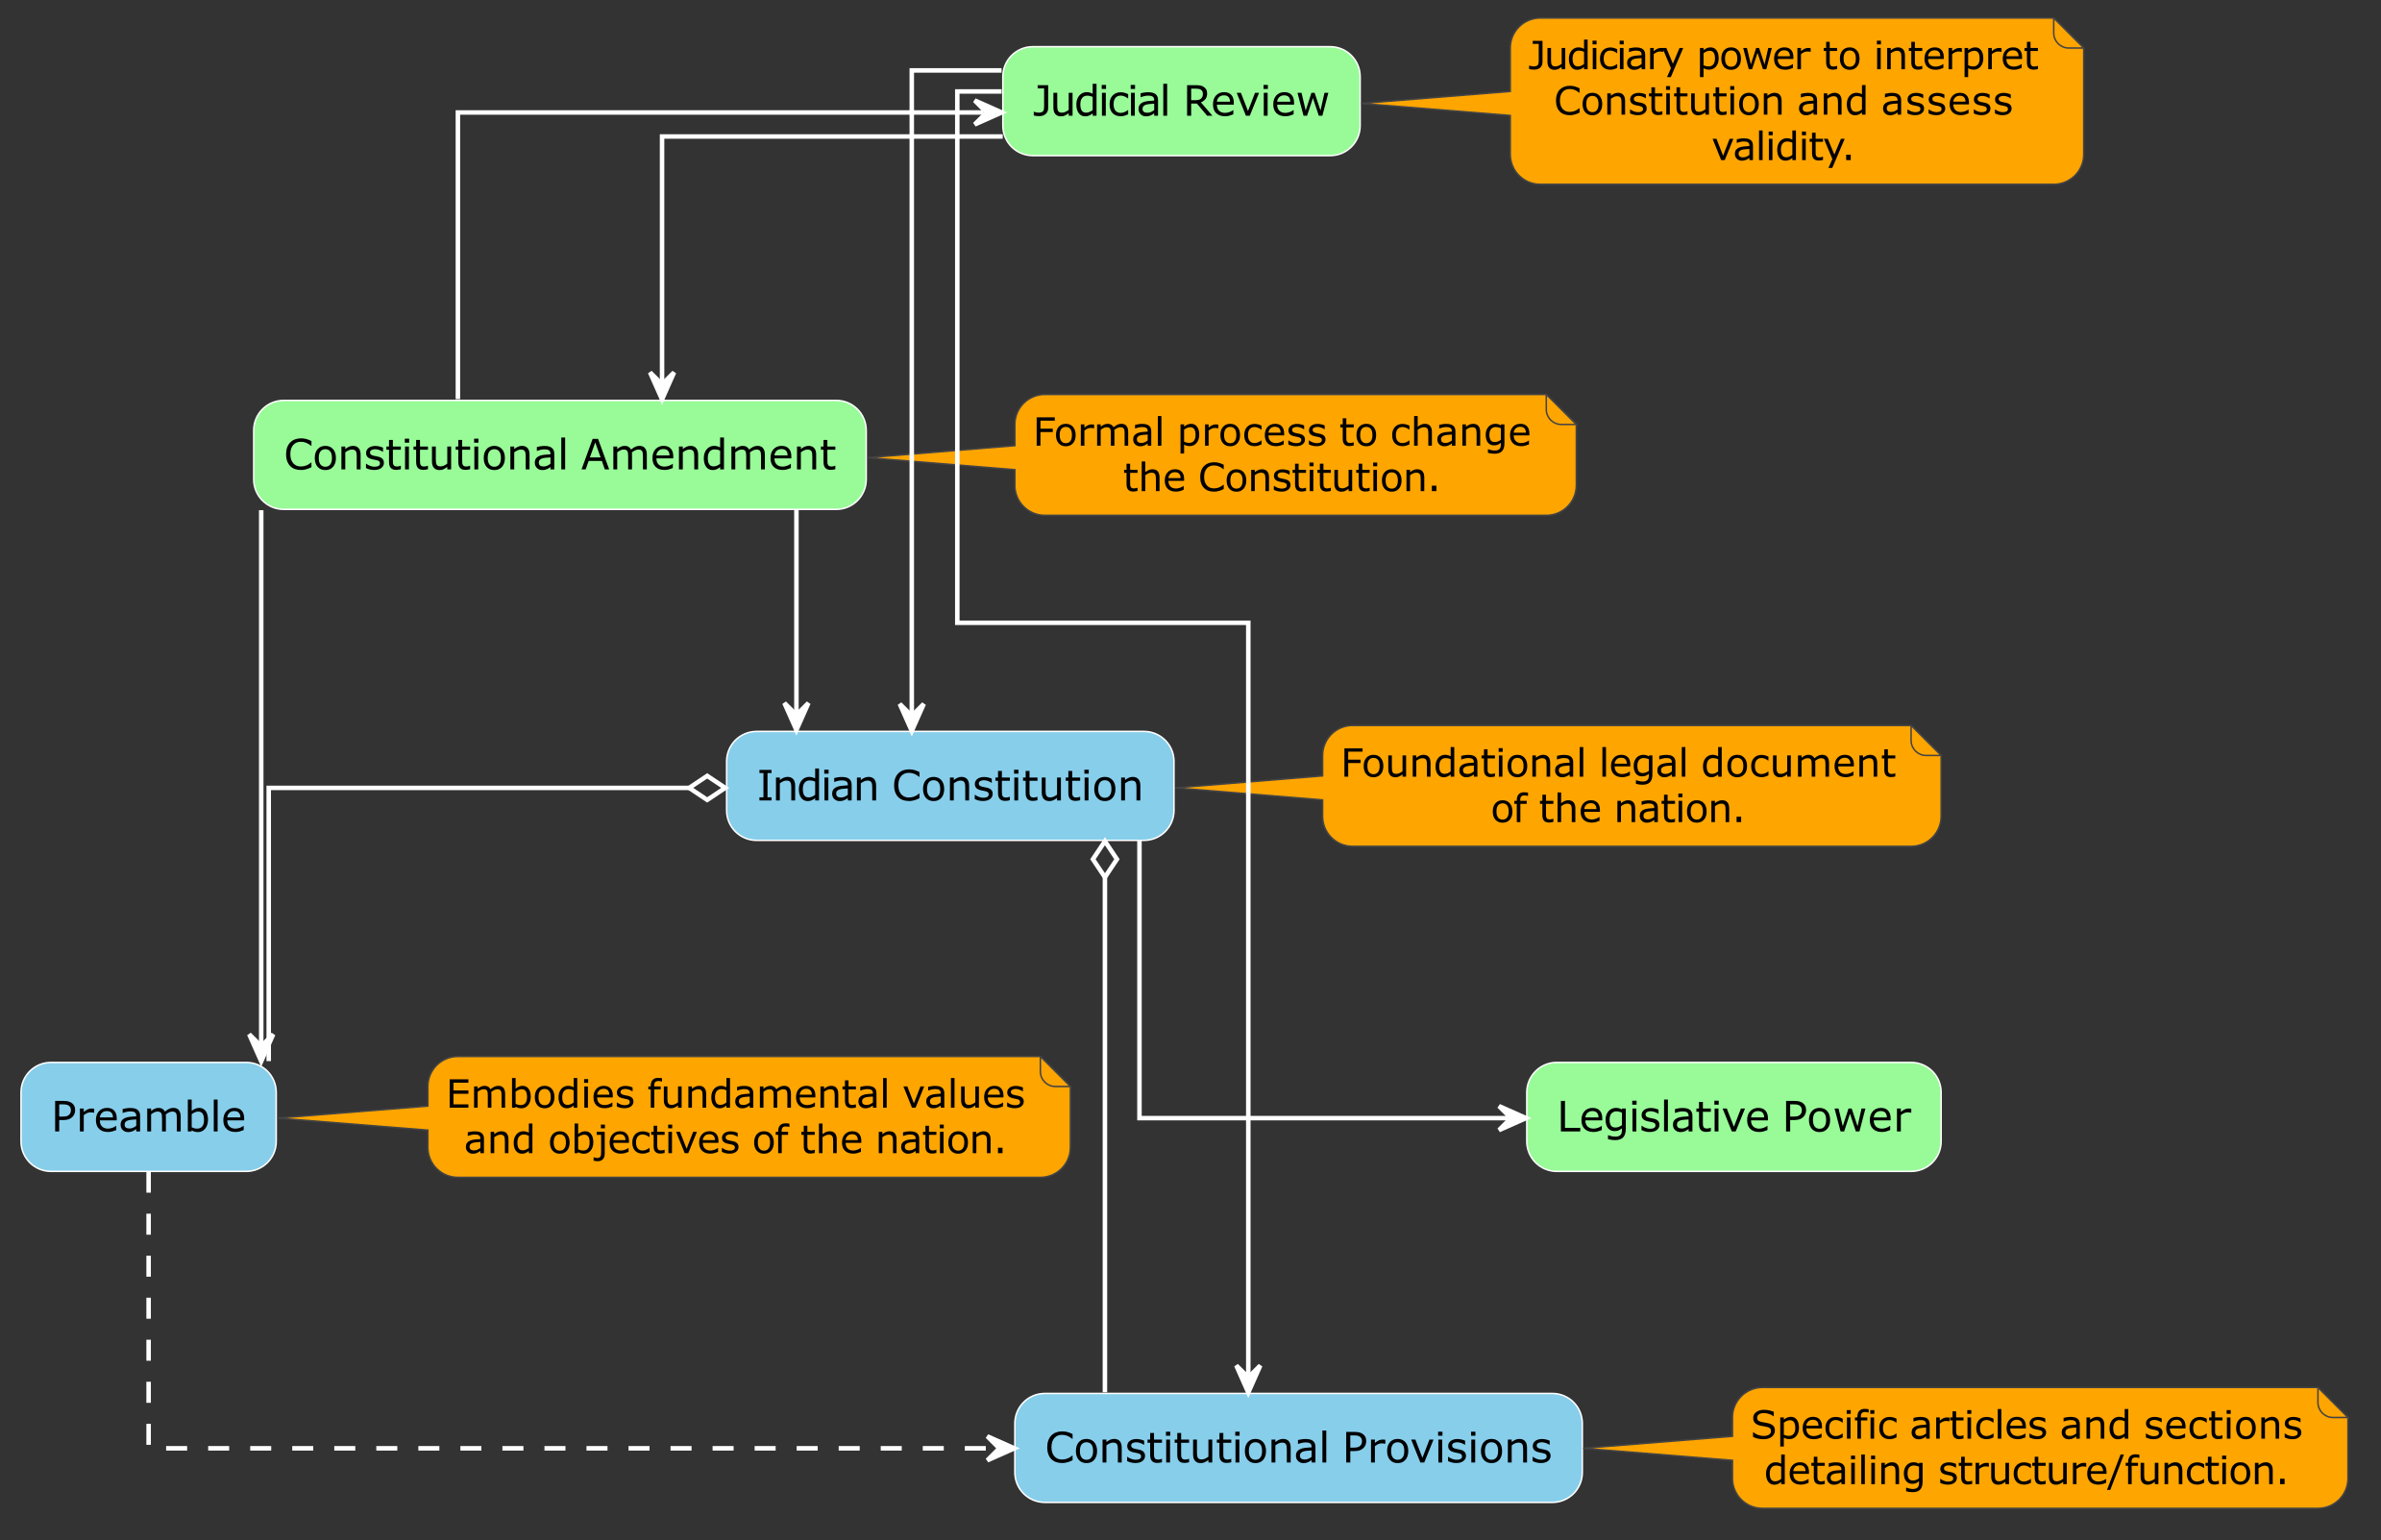 Judicial Review
Judiciary power to interpret
Constitution and assess
validity.
Constitutional Amendment
Formal process to change
the Constitution.
Indian Constitution
Foundational legal document
of the nation.
Preamble
Embodies fundamental values
and objectives of the nation.
Legislative Power
Constitutional Provisions
Specific articles and sections
detailing structure/function.